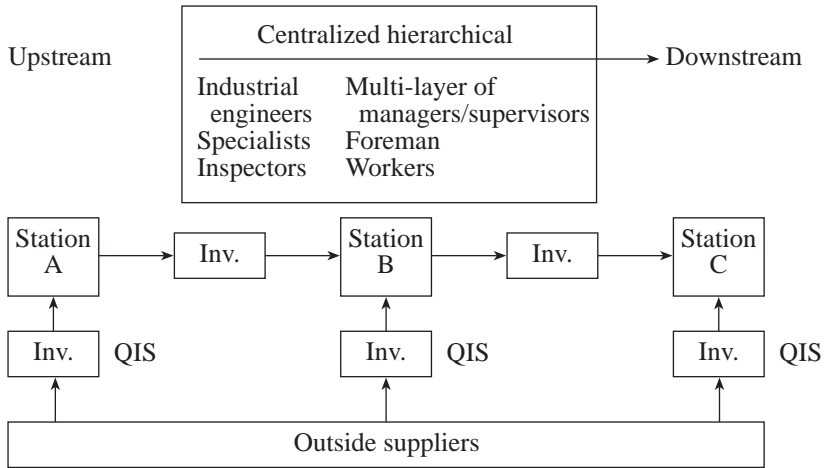 Centralized hierarchical
Upstream
Downstream
Industrial engineers
Multi-layer of managers/supervisors
Specialists
Foreman
Inspectors
Workers
Station A
Inv.
Station B
Inv.
Station C
Inv.
QIS
Inv.
QIS
Inv.
QIS
Outside suppliers